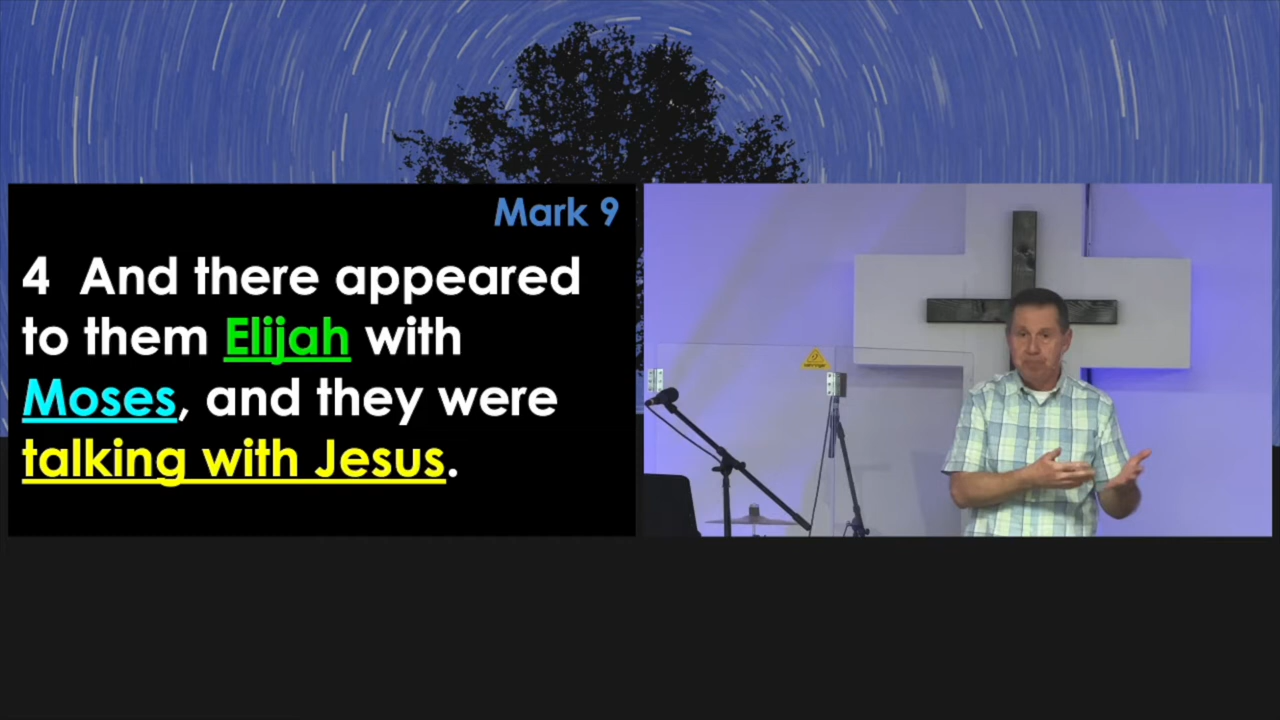 Mark 9
4 And there appeared
to them Elijah with
Moses, and they were
talking with Jesus.